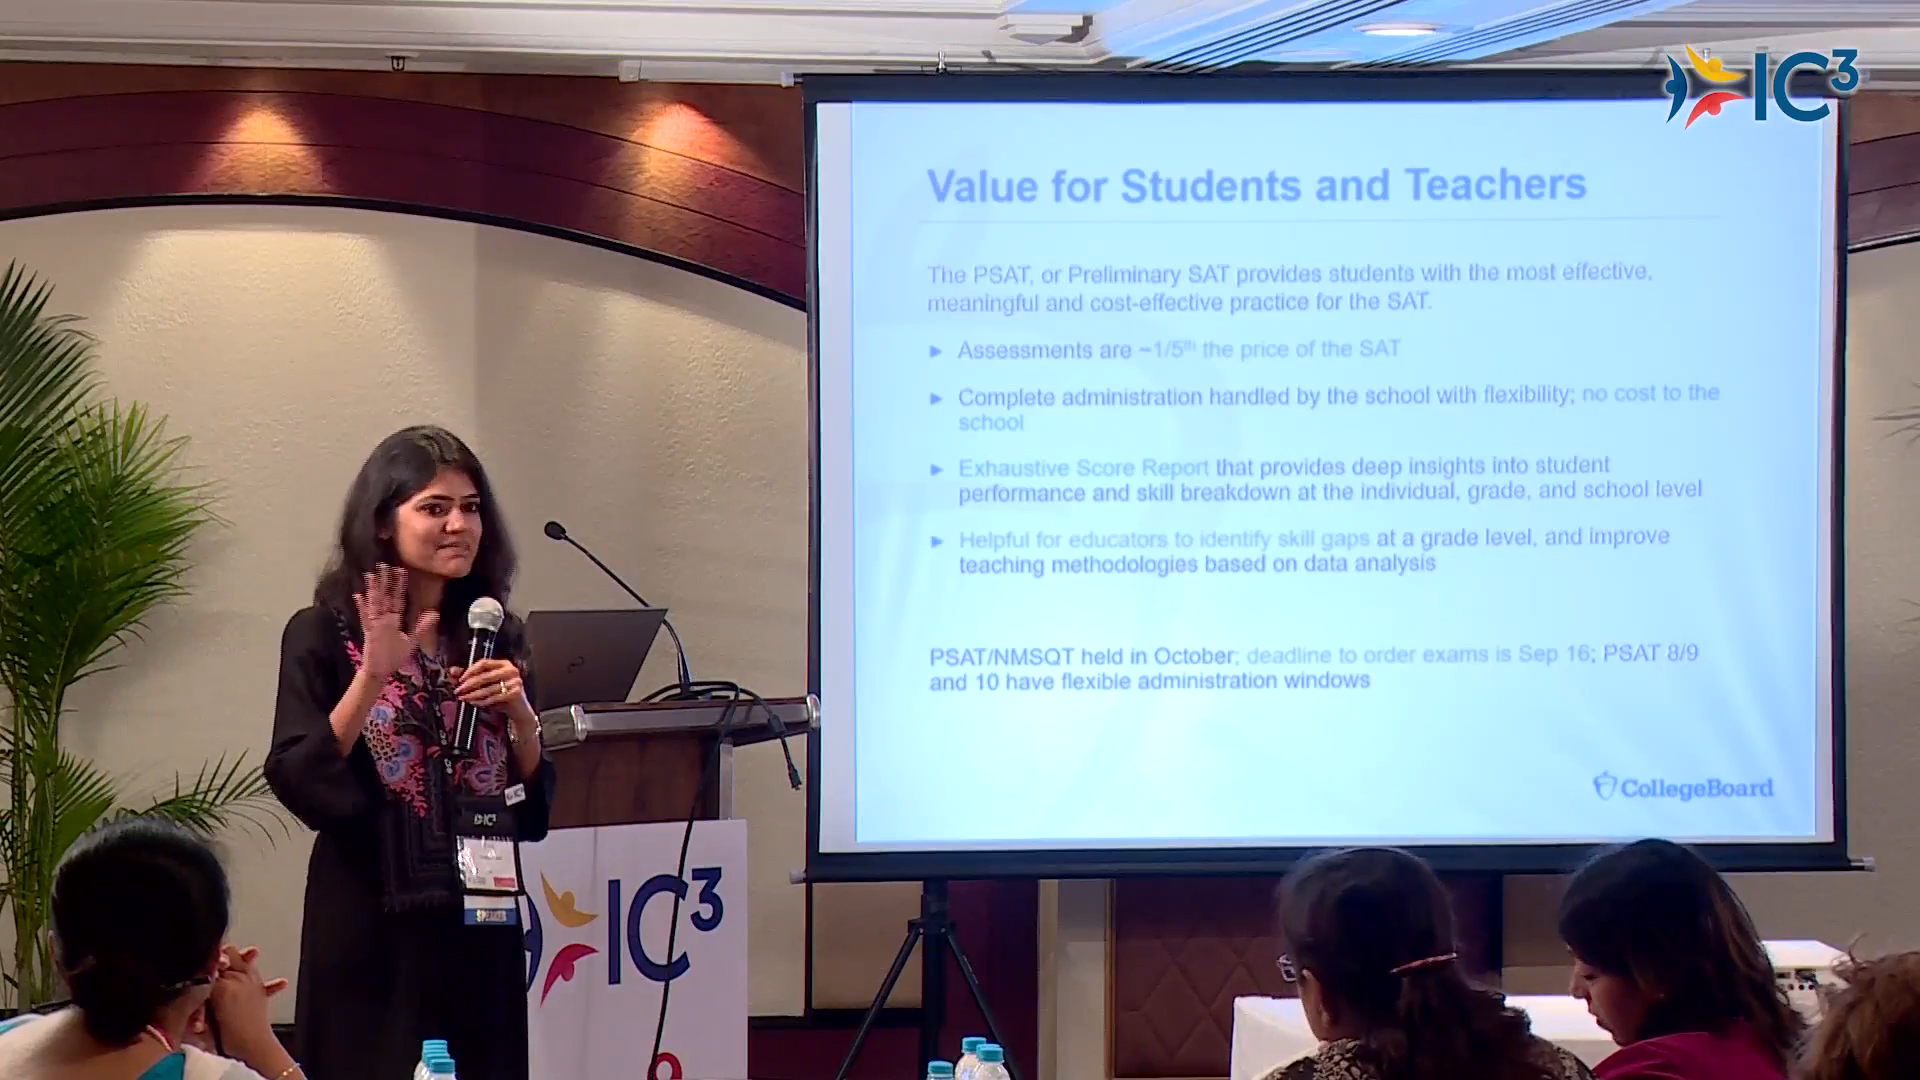 IC³
Value for Students and Teachers
The PSAT, or Preliminary SAT provides students with the most effective,
meaningful and cost-effective practice for the SAT.
► Assessments are ~1/5th the price of the SAT
► Complete administration handled by the school with flexibility; no cost to the
school
► Exhaustive Score Report that provides deep insights into student
performance and skill breakdown at the individual, grade, and school level
► Helpful for educators to identify skill gaps at a grade level, and improve
teaching methodologies based on data analysis
PSAT/NMSQT held in October; deadline to order exams is Sep 16; PSAT 8/9
and 10 have flexible administration windows
CollegeBoard
IC³
IC³